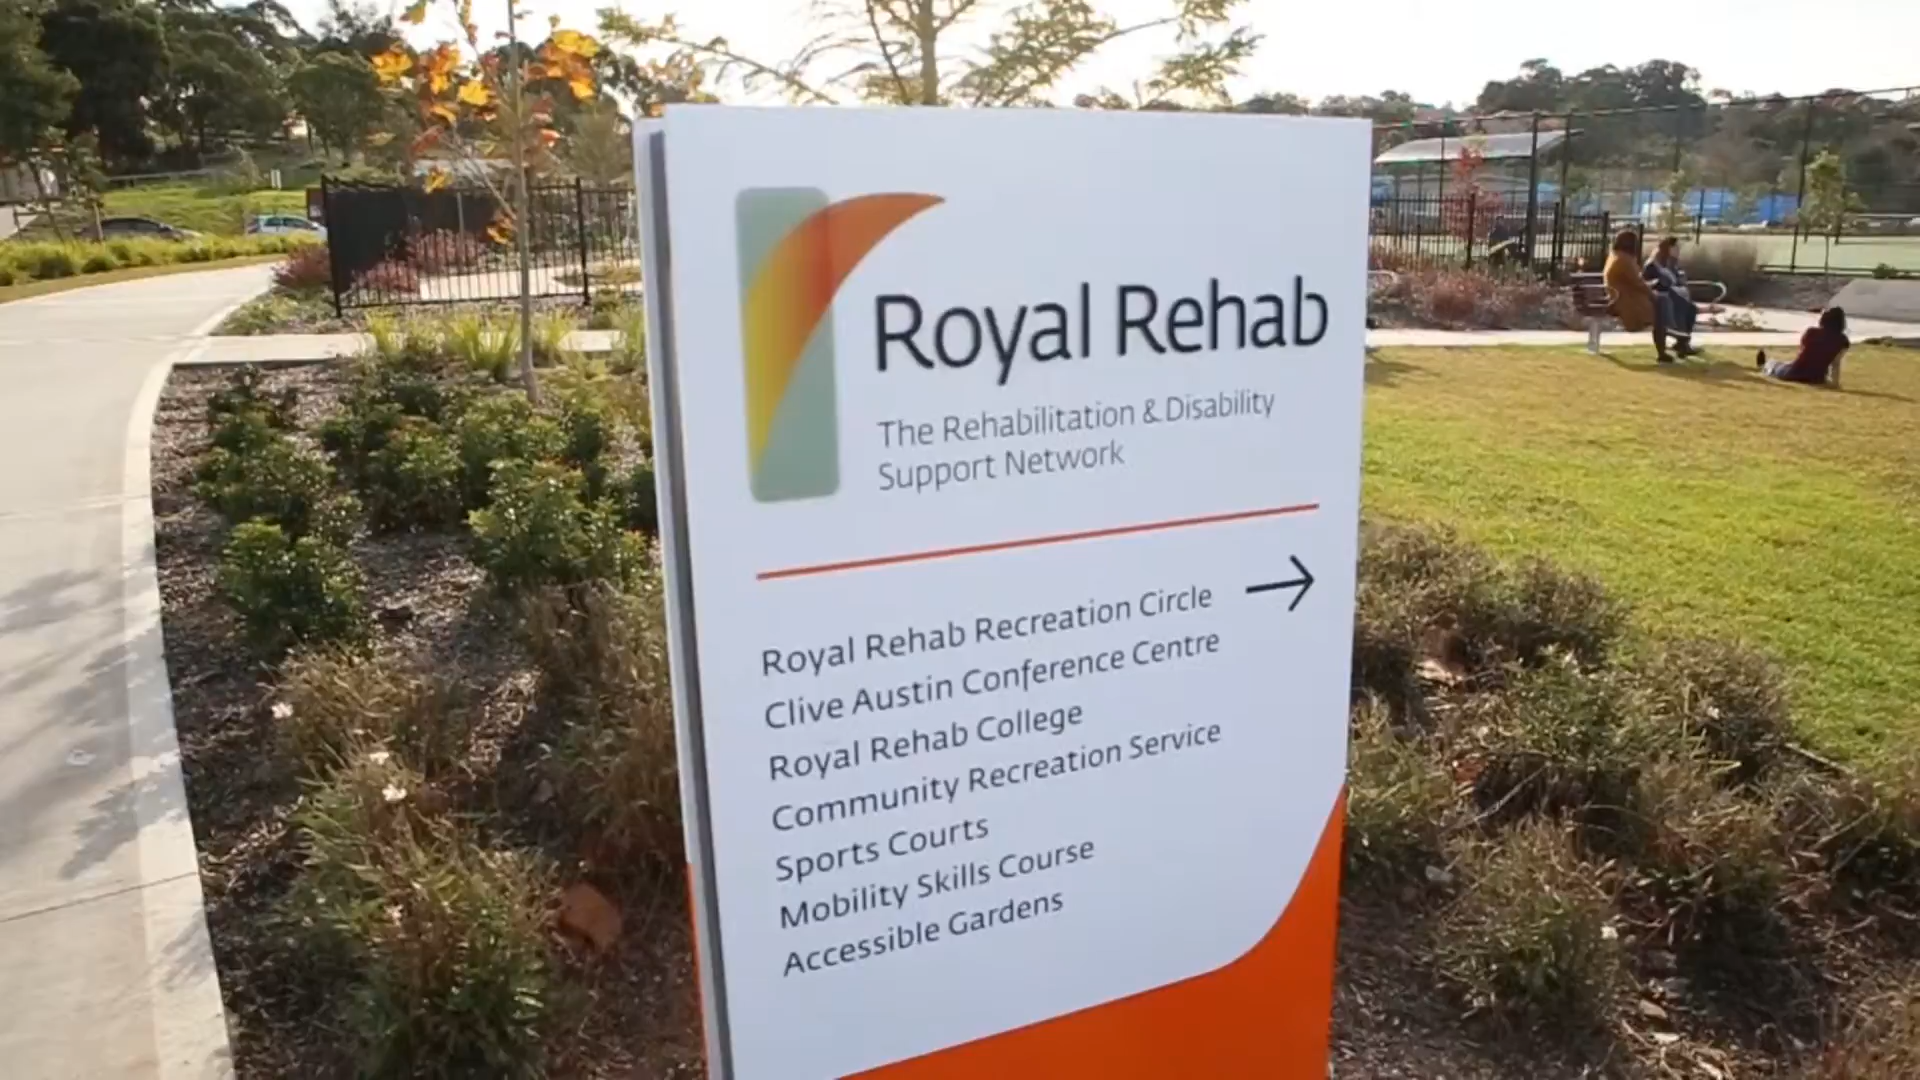 Royal Rehab
The Rehabilitation & Disability
Support Network
Royal Rehab Recreation Circle
Clive Austin Conference Centre
Royal Rehab College
Community Recreation Service
Sports Courts
Mobility Skills Course
Accessible Gardens